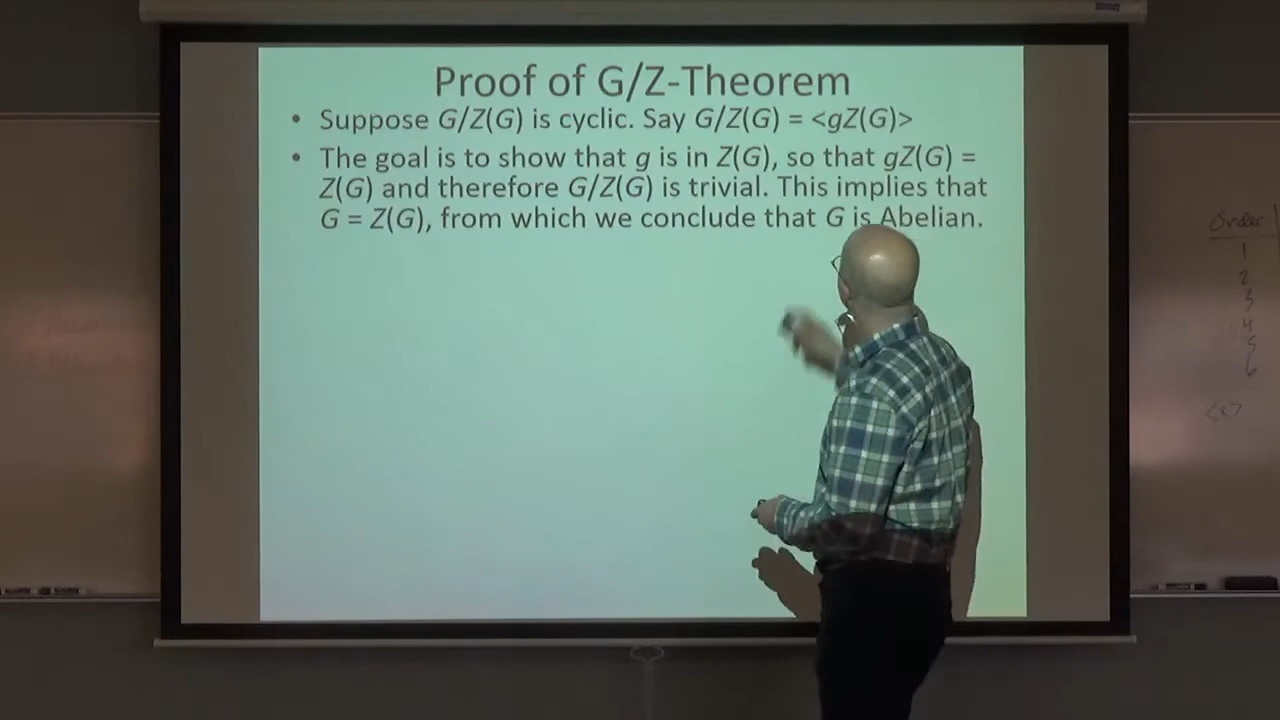 Proof of G/Z-Theorem
• Suppose G/Z(G) is cyclic. Say G/Z(G) = <gZ(G)>
• The goal is to show that g is in Z(G), so that gZ(G) =
Z(G) and therefore G/Z(G) is trivial. This implies that
G = Z(G), from which we conclude that G is Abelian.
Order
1
2
3
4
5
6
<x>